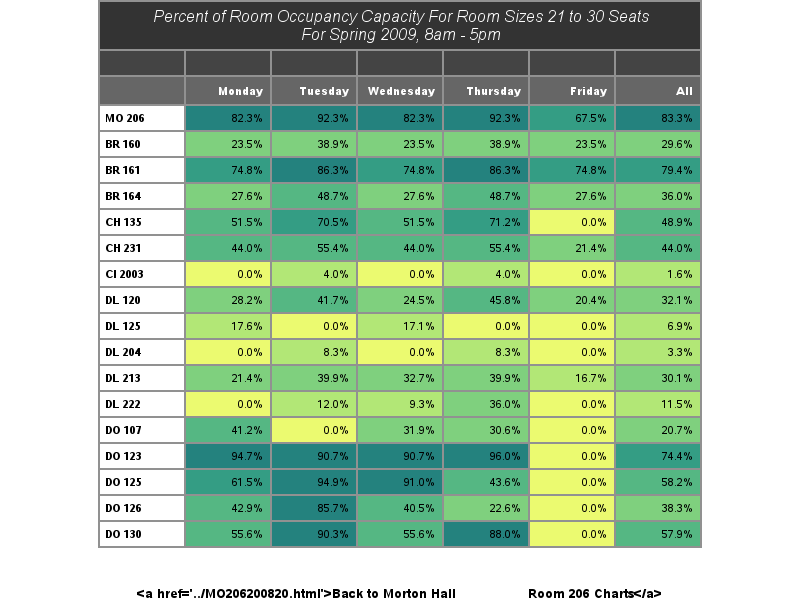 Percent of Room Occupancy Capacity For Room Sizes 21 to 30 Seats
For Spring 2009, 8am - 5pm
Monday Tuesday Wednesday Thursday Friday All
MO 206 82.3% 92.3% 82.3% 92.3% 67.5% 83.3%
BR 160 23.5% 38.9% 23.5% 38.9% 23.5% 29.6%
BR 161 74.8% 86.3% 74.8% 86.3% 74.8% 79.4%
BR 164 27.6% 48.7% 27.6% 48.7% 27.6% 36.0%
CH 135 51.5% 70.5% 51.5% 71.2% 0.0% 48.9%
CH 231 44.0% 55.4% 44.0% 55.4% 21.4% 44.0%
CI 2003 0.0% 4.0% 0.0% 4.0% 0.0% 1.6%
DL 120 28.2% 41.7% 24.5% 45.8% 20.4% 32.1%
DL 125 17.6% 0.0% 17.1% 0.0% 0.0% 6.9%
DL 204 0.0% 8.3% 0.0% 8.3% 0.0% 3.3%
DL 213 21.4% 39.9% 32.7% 39.9% 16.7% 30.1%
DL 222 0.0% 12.0% 9.3% 36.0% 0.0% 11.5%
DO 107 41.2% 0.0% 31.9% 30.6% 0.0% 20.7%
DO 123 94.7% 90.7% 90.7% 96.0% 0.0% 74.4%
DO 125 61.5% 94.9% 91.0% 43.6% 0.0% 58.2%
DO 126 42.9% 85.7% 40.5% 22.6% 0.0% 38.3%
DO 130 55.6% 90.3% 55.6% 88.0% 0.0% 57.9%
<a href='../MO206200820.html'>Back to Morton Hall Room 206 Charts</a>